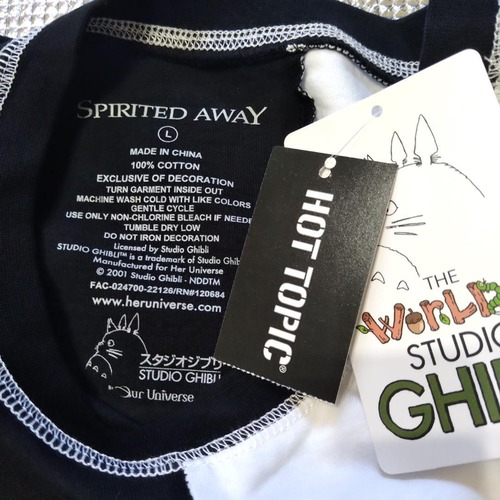 SPIRITED AWAY
L
MADE IN CHINA
100% COTTON
EXCLUSIVE OF DECORATION
TURN GARMENT INSIDE OUT
MACHINE WASH COLD WITH LIKE COLORS
GENTLE CYCLE
USE ONLY NON-CHLORINE BLEACH IF NEEDE
TUMBLE DRY LOW
DO NOT IRON DECORATION
Licensed by Studio Ghibli
STUDIO GHIBLI™ is a trademark of Studio Ghibl
Manufactured for Her Universe
© 2001 Studio Ghibli - NDDTM
FAC-024700-22126/RN#120684
www.heruniverse.com
スタジオジブリ
STUDIO GHIBLI
Our Universe
HOT TOPIC®
THE
WORLD
STUDIO
GHIB